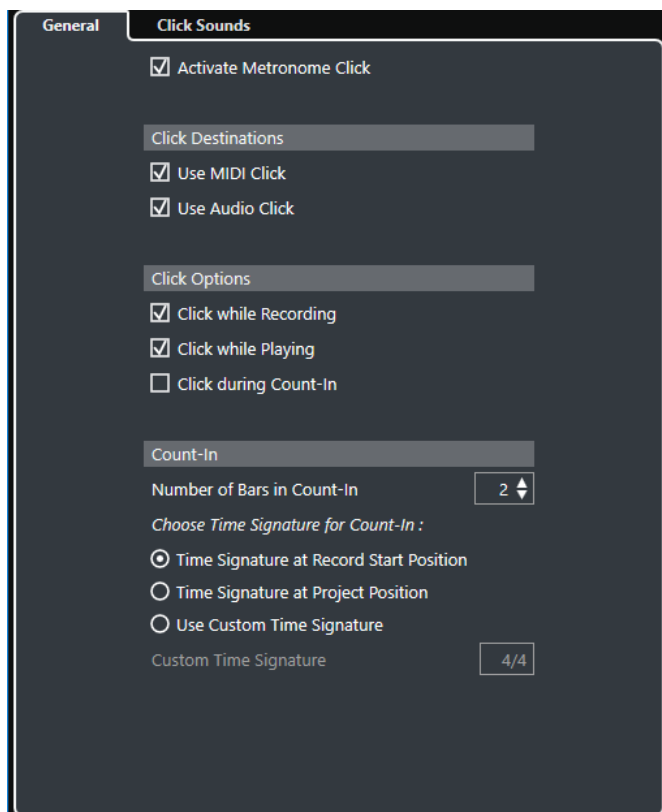 General Click Sounds
Activate Metronome Click
Click Destinations
Use MIDI Click
Use Audio Click
Click Options
Click while Recording
Click while Playing
Click during Count-In
Count-In
Number of Bars in Count-In 2
Choose Time Signature for Count-In :
Time Signature at Record Start Position
Time Signature at Project Position
Use Custom Time Signature
Custom Time Signature 4/4